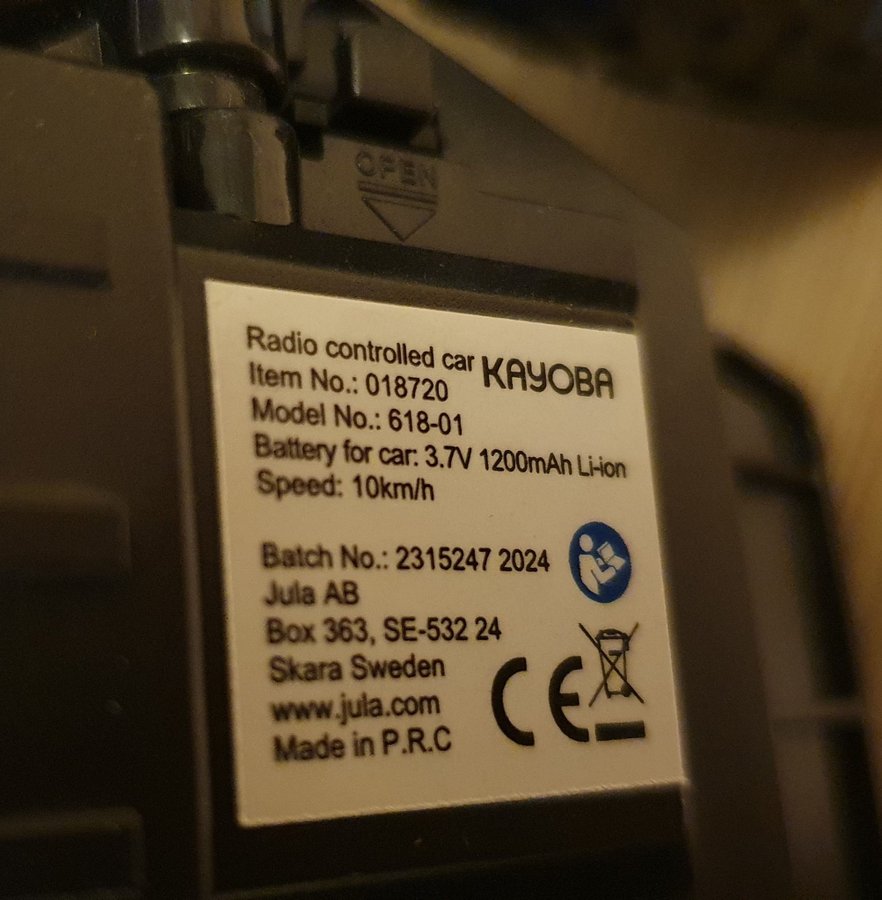 OPEN
Radio controlled car KAYOBA
Item No.: 018720
Model No.: 618-01
Battery for car: 3.7V 1200mAh Li-ion
Speed: 10km/h
Batch No.: 2315247 2024
Jula AB
Box 363, SE-532 24
Skara Sweden
www.jula.com
Made in P.R.C
CE